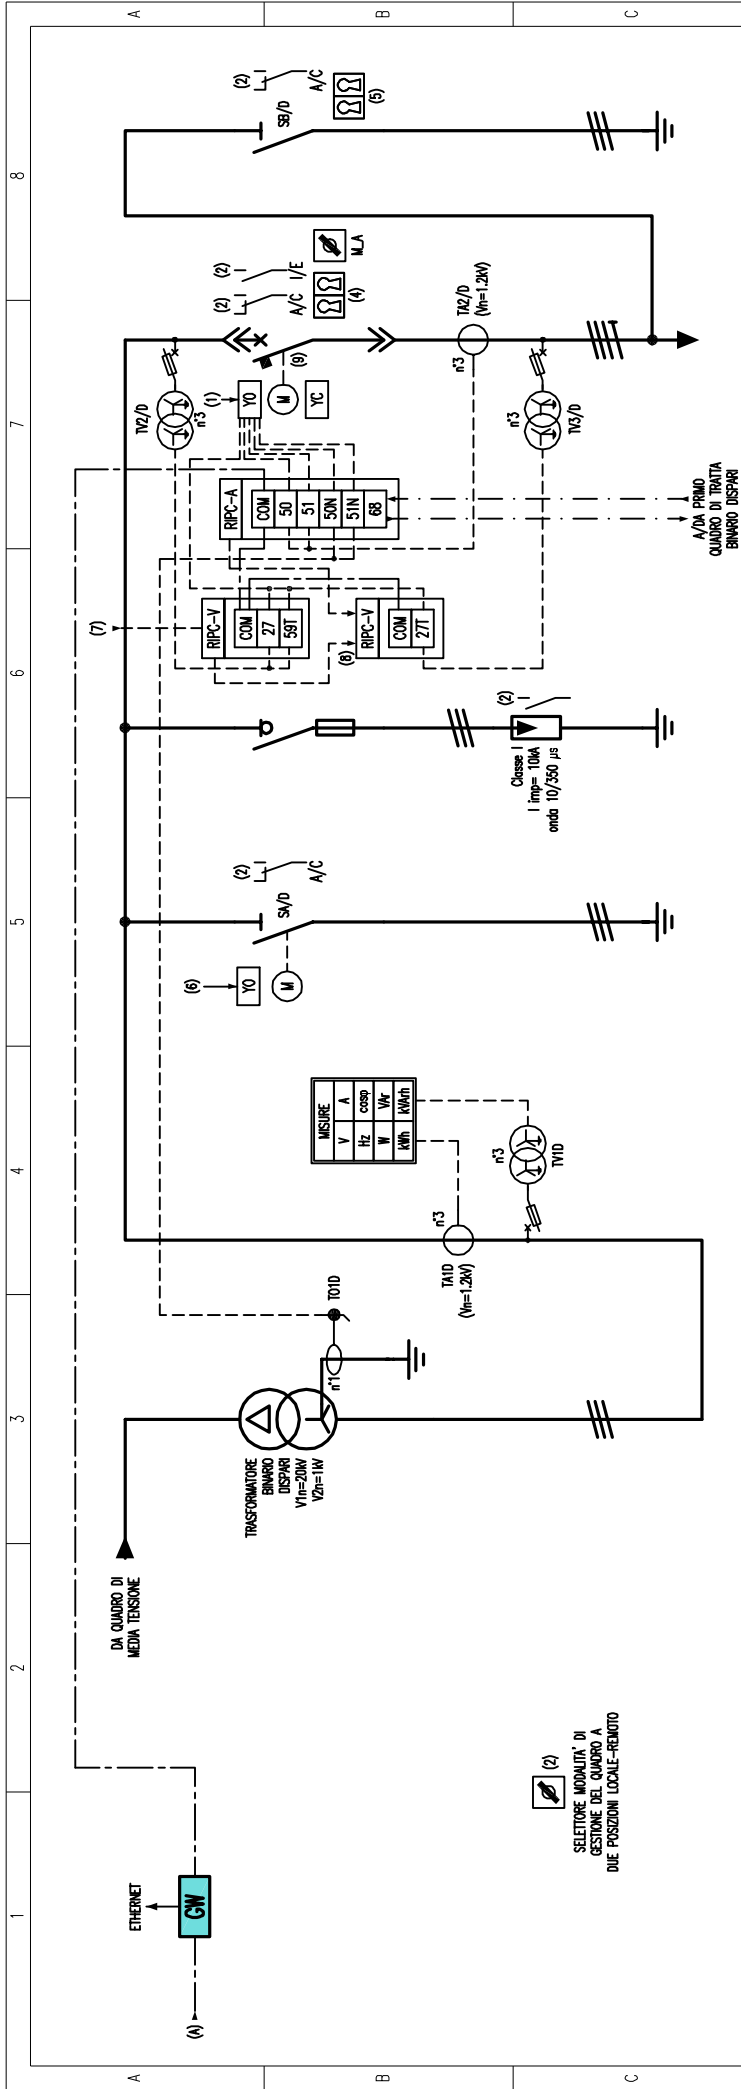 A
B
C
1
2
3
4
5
6
7
8
(A)
ETHERNET
GW
(2)
SELETTORE MODALITA' DI
GESTIONE DEL QUADRO A
DUE POSIZIONI LOCALE-REMOTO
DA QUADRO DI
MEDIA TENSIONE
TRASFORMATORE
BINARIO
DISPARI
V1n=20kV
V2n=1kV
n°1
TO1D
TA1D
(Vn=1.2kV)
n°3
MISURE
V A
Hz cosφ
W VAr
kWh kVArh
n°3
TV1D
(6)
YO
M
SA/D
(2)
A/C
Classe I
I imp= 10kA
onda 10/350 µs
(2)
(7)
RIPC-V
COM
27
59T
(8)
RIPC-V
COM
27T
TV2/D
n°3
RIPC-A
COM
50
51
50N
51N
68
(1)
YO
M
YC
(9)
(2)
A/C
(2)
I/E
(4)
M_A
n°3
TA2/D
(Vn=1.2kV)
n°3
TV3/D
A/DA PRIMO
QUADRO DI TRATTA
BINARIO DISPARI
SB/D
(2)
A/C
(5)
A
B
C